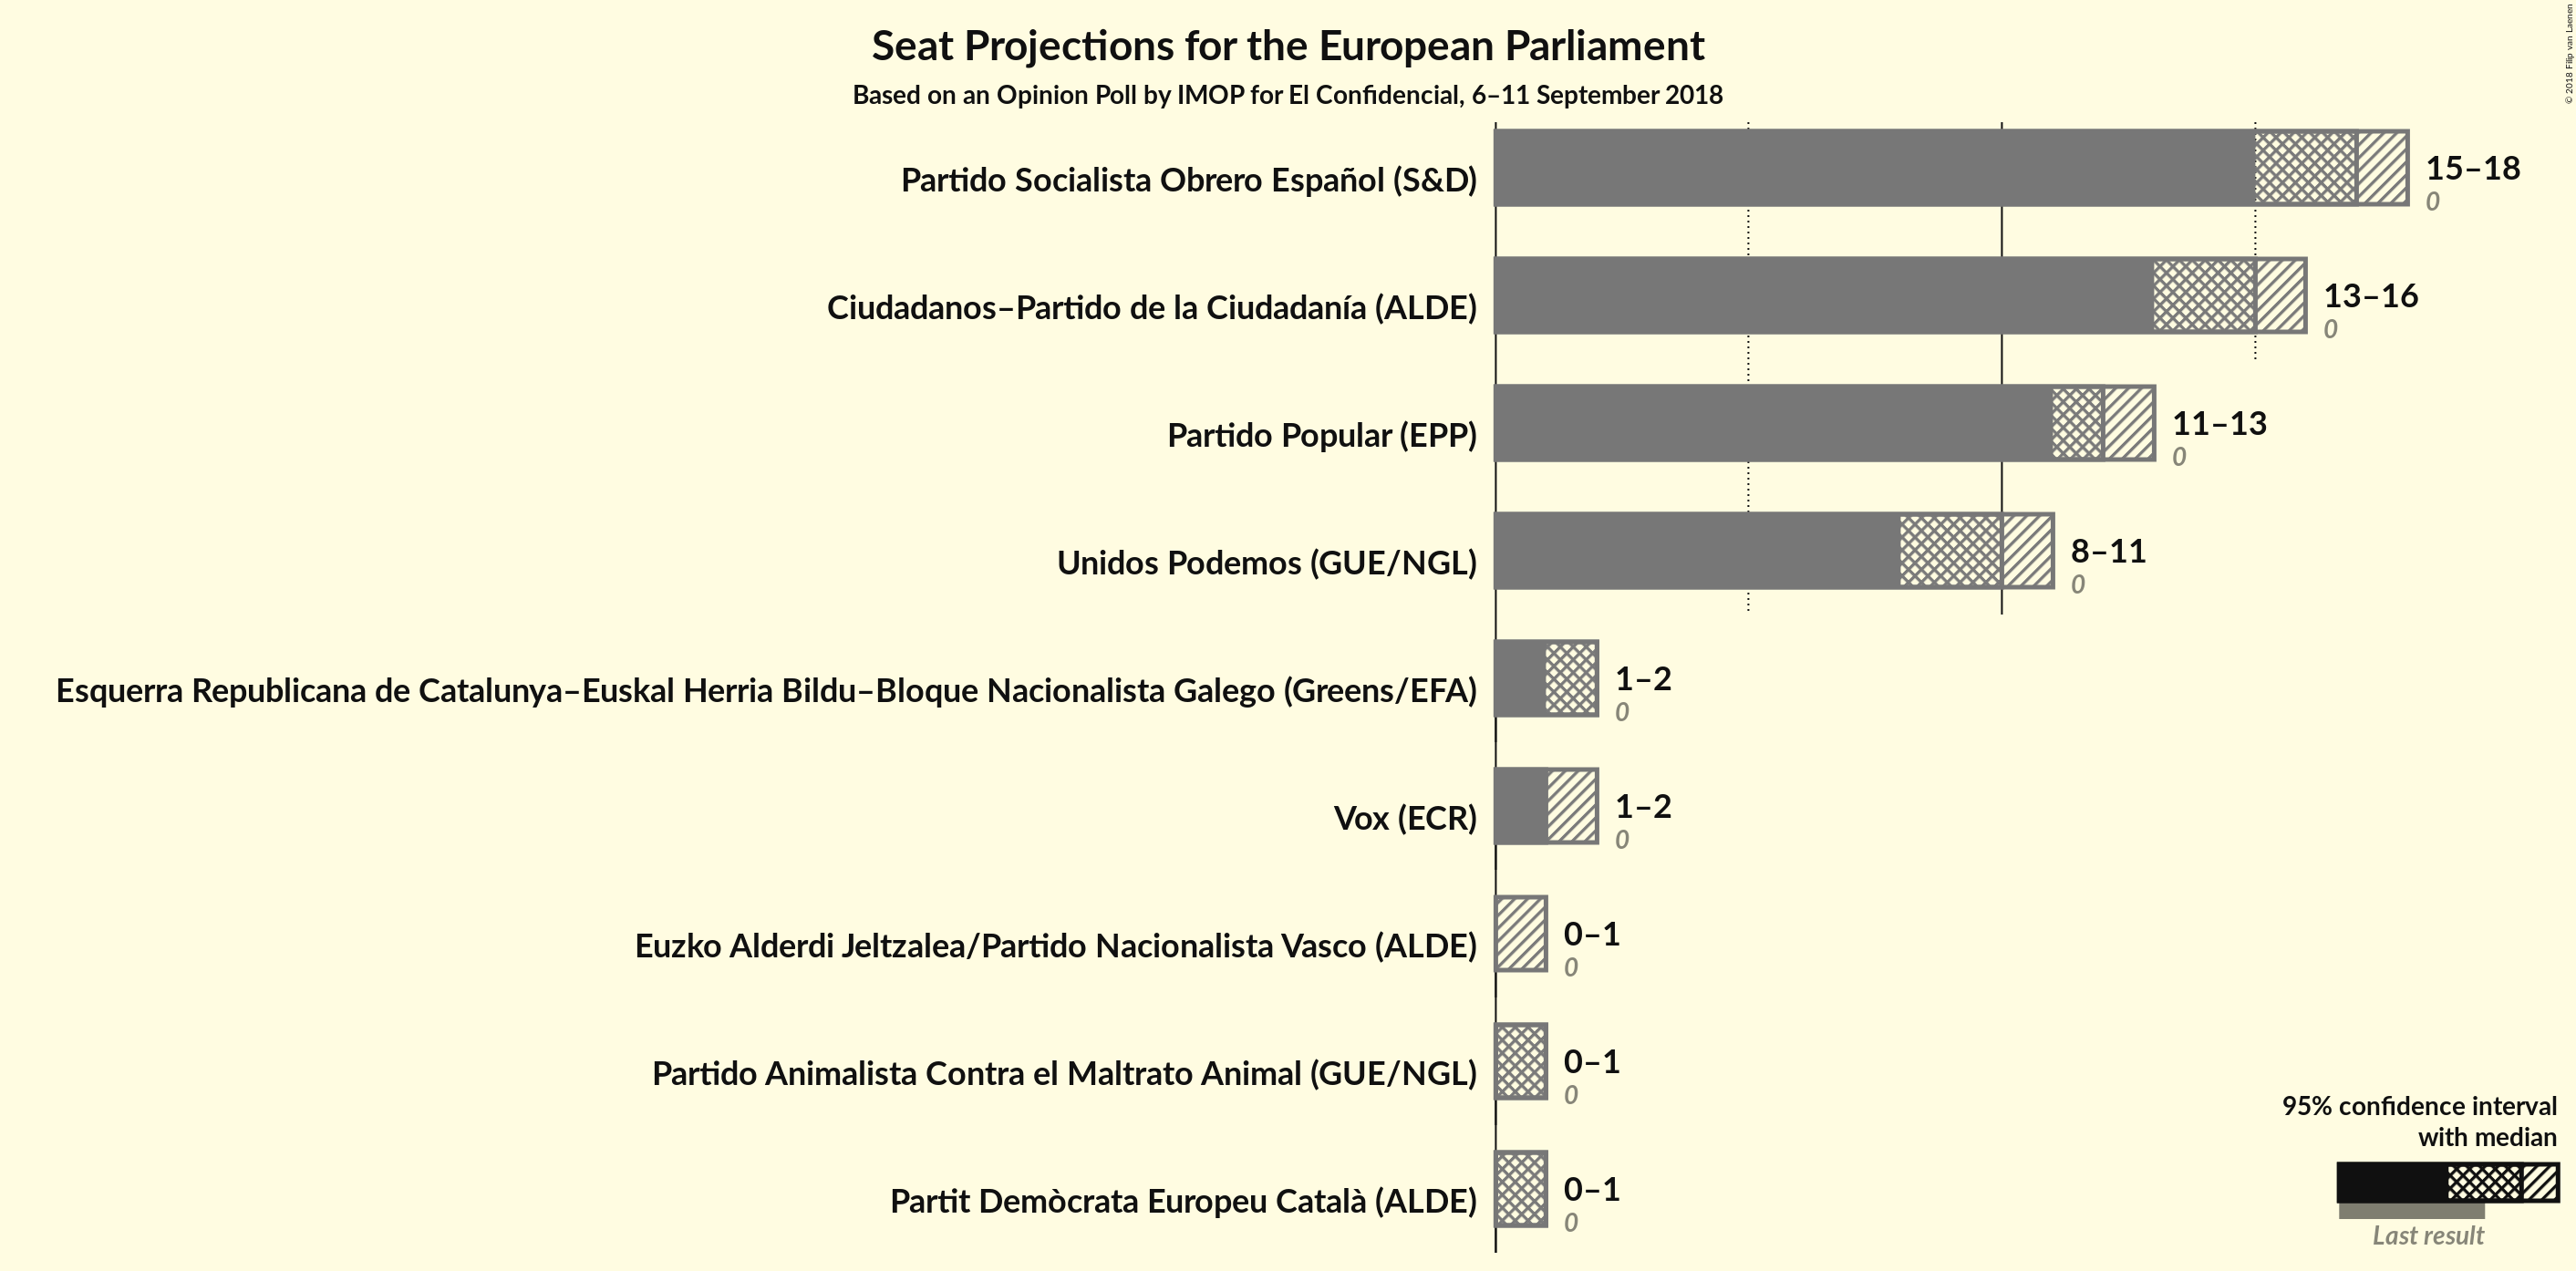 Seat Projections for the European Parliament
Based on an Opinion Poll by IMOP for El Confidencial, 6–11 September 2018
© 2018 Filip van Laenen
Partido Socialista Obrero Español (S&D)
15–18
0
Ciudadanos–Partido de la Ciudadanía (ALDE)
13–16
0
Partido Popular (EPP)
11–13
0
Unidos Podemos (GUE/NGL)
8–11
0
Esquerra Republicana de Catalunya–Euskal Herria Bildu–Bloque Nacionalista Galego (Greens/EFA)
1–2
0
Vox (ECR)
1–2
0
Euzko Alderdi Jeltzalea/Partido Nacionalista Vasco (ALDE)
0–1
0
Partido Animalista Contra el Maltrato Animal (GUE/NGL)
0–1
0
Partit Demòcrata Europeu Català (ALDE)
0–1
0
95% confidence interval
with median
Last result